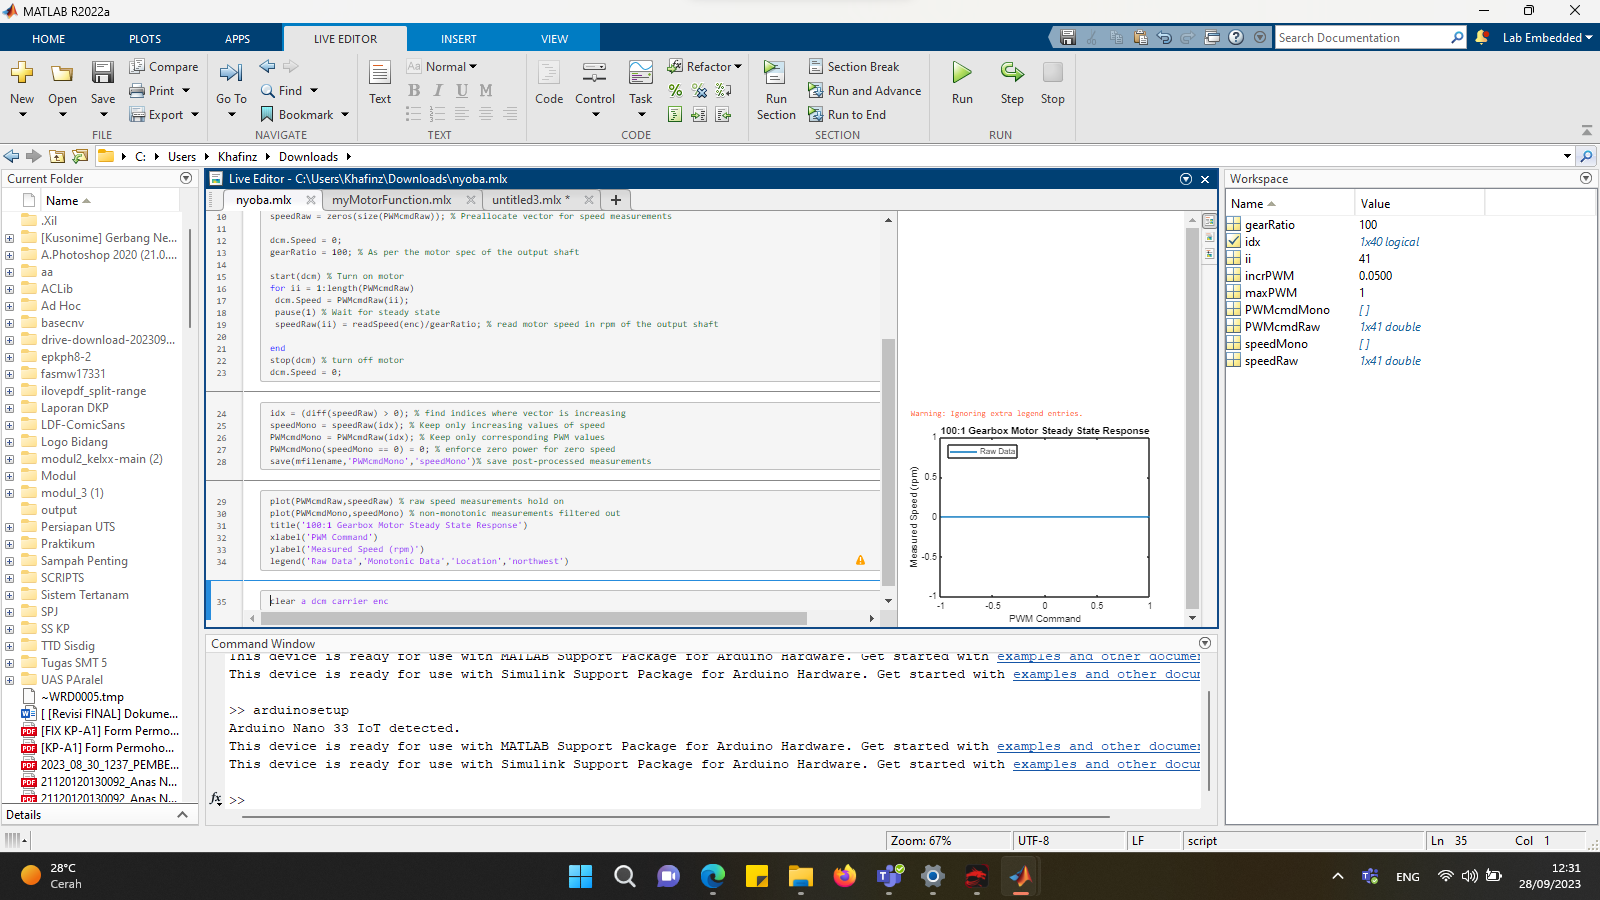 MATLAB R2022a
HOME PLOTS APPS LIVE EDITOR INSERT VIEW
Search Documentation Lab Embedded
New Open Save Compare Print Export
FILE
Go To Find Bookmark
NAVIGATE
Text Aa Normal B I U M
TEXT
Code Control Task Refactor
CODE
Run Section Section Break Run and Advance Run to End
SECTION
Run Step Stop
RUN
C: Users Khafinz Downloads
Current Folder
Name
.Xil
[Kusonime] Gerbang Ne...
A.Photoshop 2020 (21.0....
aa
ACLib
Ad Hoc
basecnv
drive-download-202309...
epkph8-2
fasmw17331
ilovepdf_split-range
Laporan DKP
LDF-ComicSans
Logo Bidang
modul2_kelxx-main (2)
Modul
modul_3 (1)
output
Persiapan UTS
Praktikum
Sampah Penting
SCRIPTS
Sistem Tertanam
SPJ
SS KP
TTD Sisdig
Tugas SMT 5
UAS PAralel
~WRD0005.tmp
[ [Revisi FINAL] Dokume...
[FIX KP-A1] Form Permo...
[KP-A1] Form Permoho...
2023_08_30_1237_PEMBE...
21120120130092_Anas N...
21120120130092_Anas N...
Details
Live Editor - C:\Users\Khafinz\Downloads\nyoba.mlx
nyoba.mlx myMotorFunction.mlx untitled3.mlx *
10 speedRaw = zeros(size(PWMcmdRaw)); % Preallocate vector for speed measurements
11
12 dcm.Speed = 0;
13 gearRatio = 100; % As per the motor spec of the output shaft
14
15 start(dcm) % Turn on motor
16 for ii = 1:length(PWMcmdRaw)
17 dcm.Speed = PWMcmdRaw(ii);
18 pause(1) % Wait for steady state
19 speedRaw(ii) = readSpeed(enc)/gearRatio; % read motor speed in rpm of the output shaft
20
21 end
22 stop(dcm) % turn off motor
23 dcm.Speed = 0;
24 idx = (diff(speedRaw) > 0); % find indices where vector is increasing
25 speedMono = speedRaw(idx); % Keep only increasing values of speed
26 PWMcmdMono = PWMcmdRaw(idx); % Keep only corresponding PWM values
27 PWMcmdMono(speedMono == 0) = 0; % enforce zero power for zero speed
28 save(mfilename,'PWMcmdMono','speedMono')% save post-processed measurements
29 plot(PWMcmdRaw,speedRaw) % raw speed measurements hold on
30 plot(PWMcmdMono,speedMono) % non-monotonic measurements filtered out
31 title('100:1 Gearbox Motor Steady State Response')
32 xlabel('PWM Command')
33 ylabel('Measured Speed (rpm)')
34 legend('Raw Data','Monotonic Data','Location','northwest')
35 clear a dcm carrier enc
Warning: Ignoring extra legend entries.
100:1 Gearbox Motor Steady State Response
Raw Data
Measured Speed (rpm)
1
0.5
0
-0.5
-1
-1 -0.5 0 0.5 1
PWM Command
Command Window
This device is ready for use with MATLAB Support Package for Arduino Hardware. Get started with examples and other documen
This device is ready for use with Simulink Support Package for Arduino Hardware. Get started with examples and other docun
>> arduinosetup
Arduino Nano 33 IoT detected.
This device is ready for use with MATLAB Support Package for Arduino Hardware. Get started with examples and other documen
This device is ready for use with Simulink Support Package for Arduino Hardware. Get started with examples and other docun
fx >>
Workspace
Name Value
gearRatio 100
idx 1x40 logical
ii 41
incrPWM 0.0500
maxPWM 1
PWMcmdMono []
PWMcmdRaw 1x41 double
speedMono []
speedRaw 1x41 double
Zoom: 67% UTF-8 LF script Ln 35 Col 1
28°C
Cerah
ENG
12:31
28/09/2023